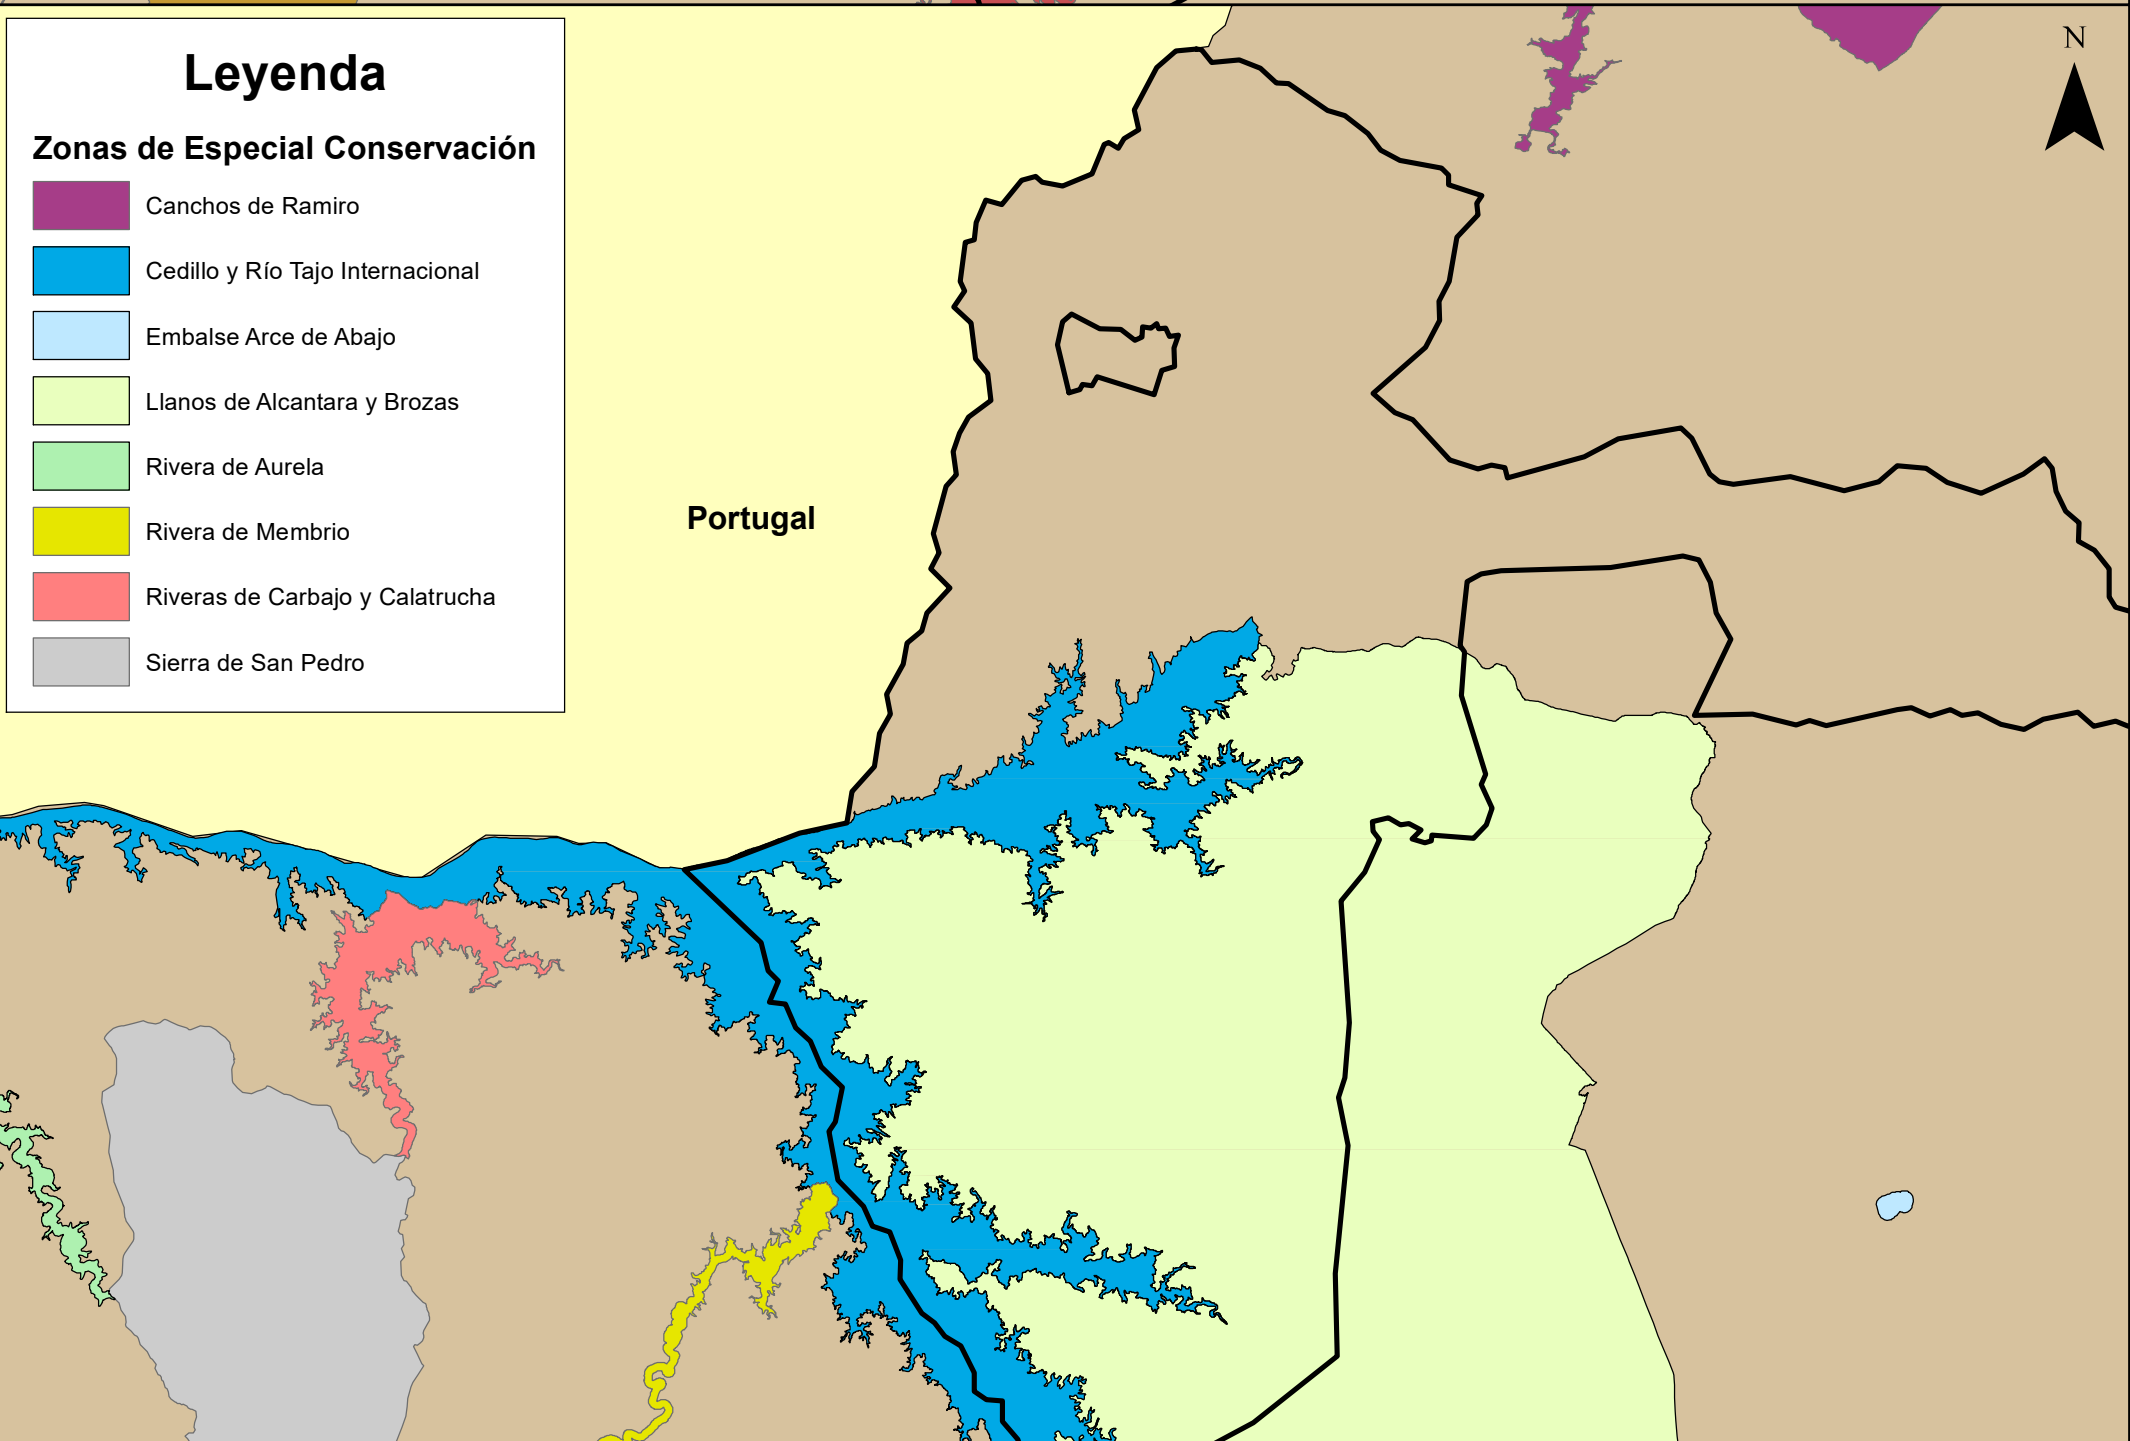 Leyenda
Zonas de Especial Conservación
Canchos de Ramiro
Cedillo y Río Tajo Internacional
Embalse Arce de Abajo
Llanos de Alcantara y Brozas
Rivera de Aurela
Rivera de Membrio
Riveras de Carbajo y Calatrucha
Sierra de San Pedro
Portugal
N